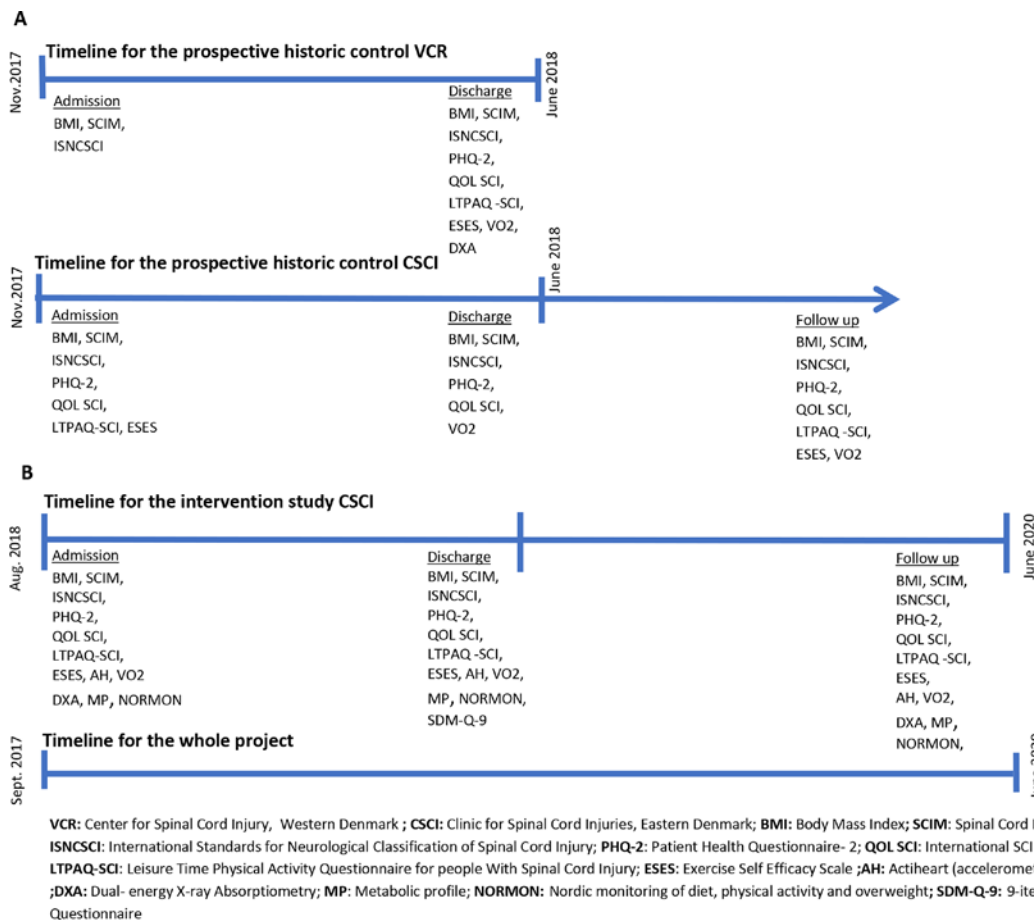 A
Timeline for the prospective historic control VCR
Nov.2017
June 2018
Admission
BMI, SCIM,
ISNCSCI
Discharge
BMI, SCIM,
ISNCSCI,
PHQ-2,
QOL SCI,
LTPAQ -SCI,
ESES, VO2,
DXA
Timeline for the prospective historic control CSCI
Nov.2017
June 2018
Admission
BMI, SCIM,
ISNCSCI,
PHQ-2,
QOL SCI,
LTPAQ-SCI, ESES
Discharge
BMI, SCIM,
ISNCSCI,
PHQ-2,
QOL SCI,
VO2
Follow up
BMI, SCIM,
ISNCSCI,
PHQ-2,
QOL SCI,
LTPAQ -SCI,
ESES, VO2
B
Timeline for the intervention study CSCI
Aug. 2018
June 2020
Admission
BMI, SCIM,
ISNCSCI,
PHQ-2,
QOL SCI,
LTPAQ-SCI,
ESES, AH, VO2
DXA, MP, NORMON
Discharge
BMI, SCIM,
ISNCSCI,
PHQ-2,
QOL SCI,
LTPAQ -SCI,
ESES, AH, VO2,
MP, NORMON,
SDM-Q-9
Follow up
BMI, SCIM,
ISNCSCI,
PHQ-2,
QOL SCI,
LTPAQ -SCI,
ESES,
AH, VO2,
DXA, MP,
NORMON,
Timeline for the whole project
Sept. 2017
VCR: Center for Spinal Cord Injury, Western Denmark ; CSCI: Clinic for Spinal Cord Injuries, Eastern Denmark; BMI: Body Mass Index; SCIM: Spinal Cord
ISNCSCI: International Standards for Neurological Classification of Spinal Cord Injury; PHQ-2: Patient Health Questionnaire- 2; QOL SCI: International SCI
LTPAQ-SCI: Leisure Time Physical Activity Questionnaire for people With Spinal Cord Injury; ESES: Exercise Self Efficacy Scale ;AH: Actiheart
;DXA: Dual- energy X-ray Absorptiometry; MP: Metabolic profile; NORMON: Nordic monitoring of diet, physical activity and overweight; SDM-Q-9:
Questionnaire